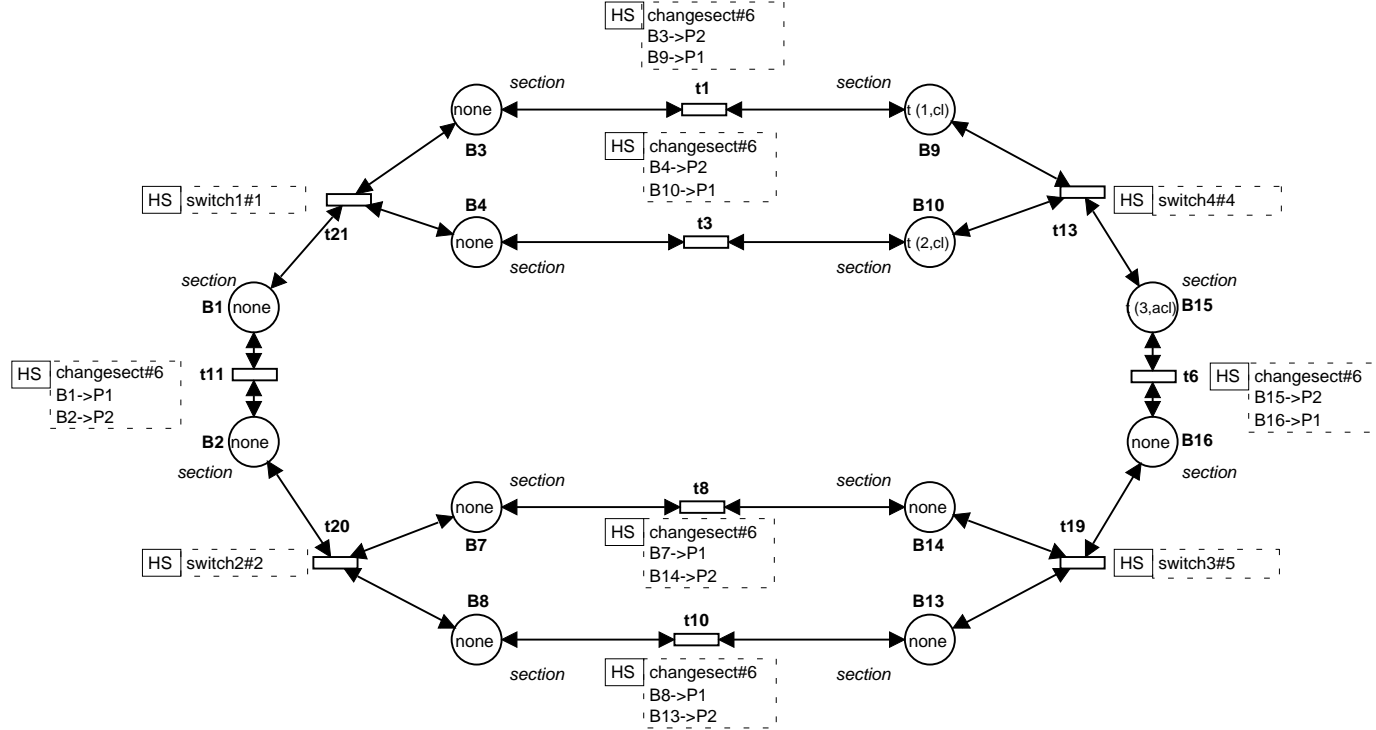 HS changesect#6
B3->P2
B9->P1
section t1 section
none t (1,cl)
B3 B9
HS changesect#6
B4->P2
B10->P1
HS switch1#1
B4 B10
HS switch4#4
t21 none t3 t (2,cl) t13
section section
section section
B1 none t (3,acl) B15
HS changesect#6
B1->P1
B2->P2
t11
t6 HS changesect#6
B15->P2
B16->P1
B2 none none B16
section section
section t8 section
none none
t20 B7 B14 t19
HS changesect#6
B7->P1
B14->P2
HS switch2#2
HS switch3#5
B8 t10 B13
none none
section section
HS changesect#6
B8->P1
B13->P2